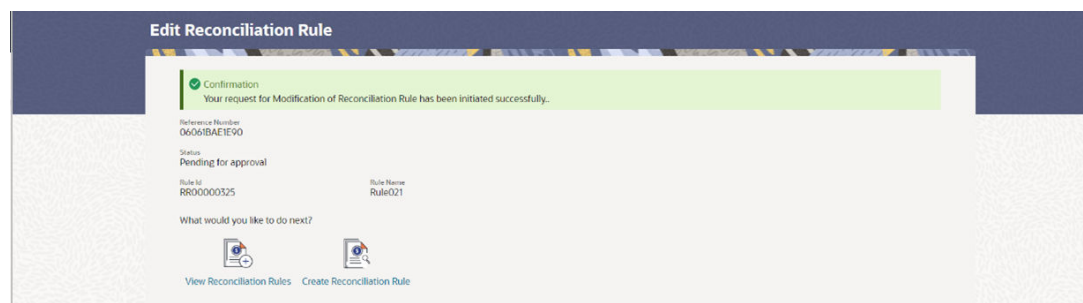 Edit Reconciliation Rule
Confirmation
Your request for Modification of Reconciliation Rule has been initiated successfully..
Reference Number
06061BAE1E90
Status
Pending for approval
Rule Id Rule Name
RR00000325 Rule021
What would you like to do next?
View Reconciliation Rules Create Reconciliation Rule